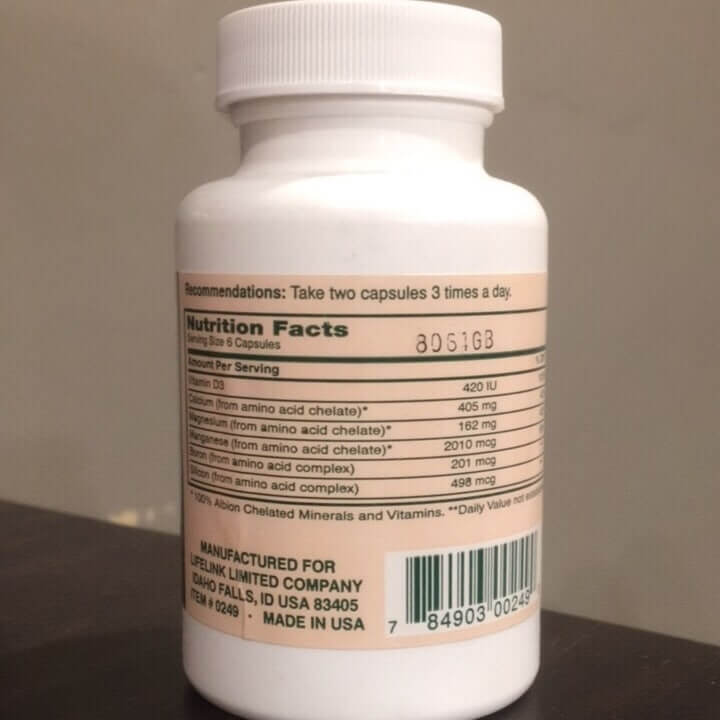 Recommendations: Take two capsules 3 times a day.
Nutrition Facts
Serving Size 6 Capsules
8061GB
Amount Per Serving
Vitamin D3 420 IU
Calcium (from amino acid chelate)* 405 mg
Magnesium (from amino acid chelate)* 162 mg
Manganese (from amino acid chelate)* 2010 mcg
Boron (from amino acid complex) 201 mcg
Silicon (from amino acid complex) 498 mcg
*100% Albion Chelated Minerals and Vitamins. **Daily Value not
MANUFACTURED FOR
LIFELINK LIMITED COMPANY
IDAHO FALLS, ID USA 83405
ITEM # 0249 · MADE IN USA
7 84903 00249